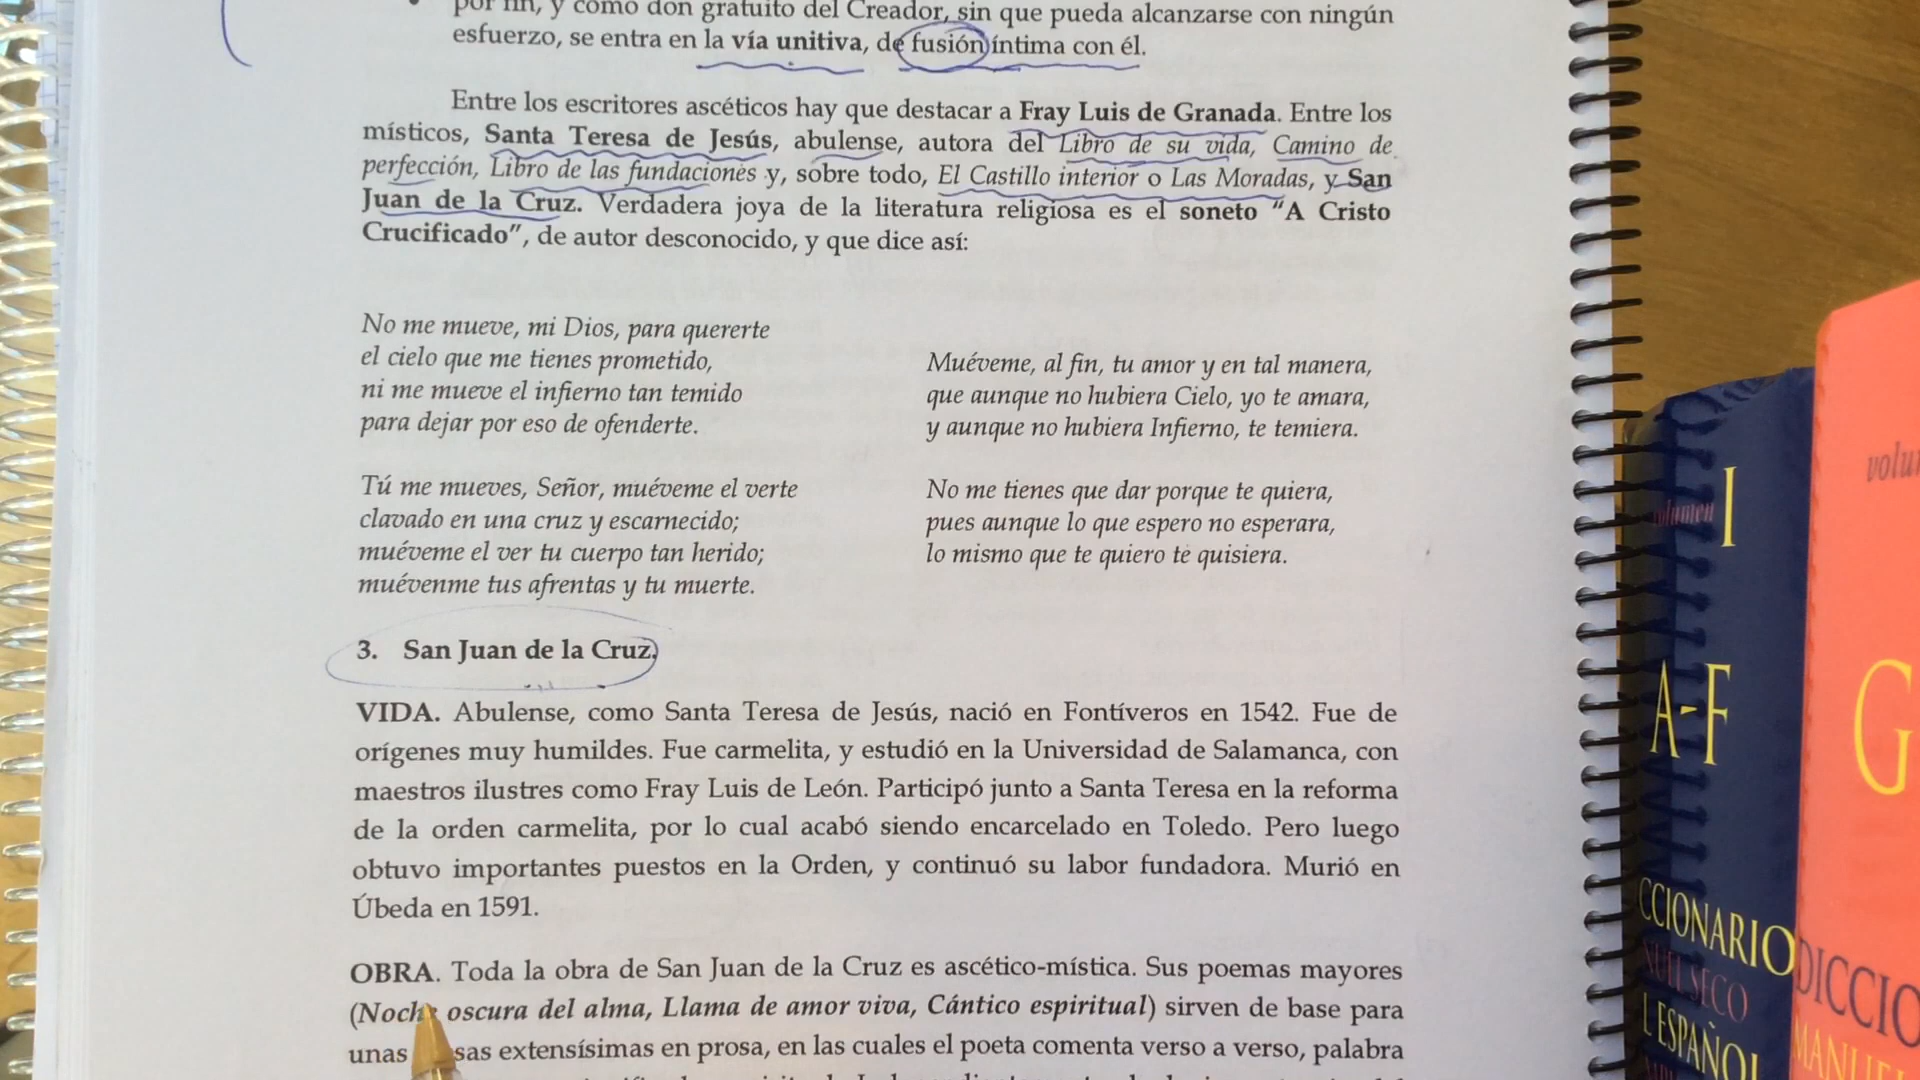 por fin, y como don gratuito del Creador, sin que pueda alcanzarse con ningún
esfuerzo, se entra en la vía unitiva, de fusión íntima con él.
Entre los escritores ascéticos hay que destacar a Fray Luis de Granada. Entre los
místicos, Santa Teresa de Jesús, abulense, autora del Libro de su vida, Camino de
perfección, Libro de las fundaciones y, sobre todo, El Castillo interior o Las Moradas, y San
Juan de la Cruz. Verdadera joya de la literatura religiosa es el soneto "A Cristo
Crucificado", de autor desconocido, y que dice así:
No me mueve, mi Dios, para quererte
el cielo que me tienes prometido,
ni me mueve el infierno tan temido
para dejar por eso de ofenderte.
Tú me mueves, Señor, muéveme el verte
clavado en una cruz y escarnecido;
muéveme el ver tu cuerpo tan herido;
muévenme tus afrentas y tu muerte.
Muéveme, al fin, tu amor y en tal manera,
que aunque no hubiera Cielo, yo te amara,
y aunque no hubiera Infierno, te temiera.
No me tienes que dar porque te quiera,
pues aunque lo que espero no esperara,
lo mismo que te quiero te quisiera.
3. San Juan de la Cruz.
VIDA. Abulense, como Santa Teresa de Jesús, nació en Fontíveros en 1542. Fue de
orígenes muy humildes. Fue carmelita, y estudió en la Universidad de Salamanca, con
maestros ilustres como Fray Luis de León. Participó junto a Santa Teresa en la reforma
de la orden carmelita, por lo cual acabó siendo encarcelado en Toledo. Pero luego
obtuvo importantes puestos en la Orden, y continuó su labor fundadora. Murió en
Úbeda en 1591.
OBRA. Toda la obra de San Juan de la Cruz es ascético-mística. Sus poemas mayores
(Noche oscura del alma, Llama de amor viva, Cántico espiritual) sirven de base para
unas sas extensísimas en prosa, en las cuales el poeta comenta verso a verso, palabra
volumen
I
A-F
CCIONARIO
SECO
L ESPAÑOL
volu
G
DICCIO
MANUE